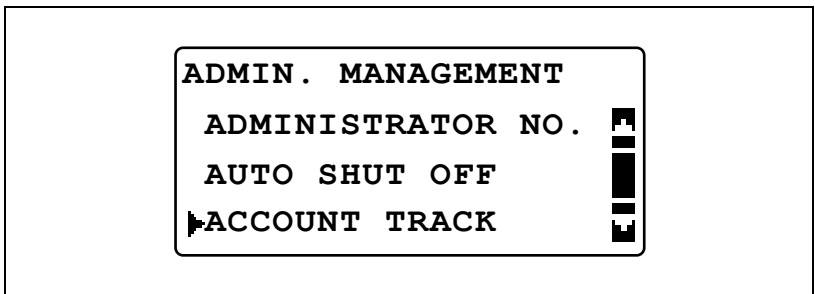 ADMIN. MANAGEMENT
ADMINISTRATOR NO.
AUTO SHUT OFF
ACCOUNT TRACK